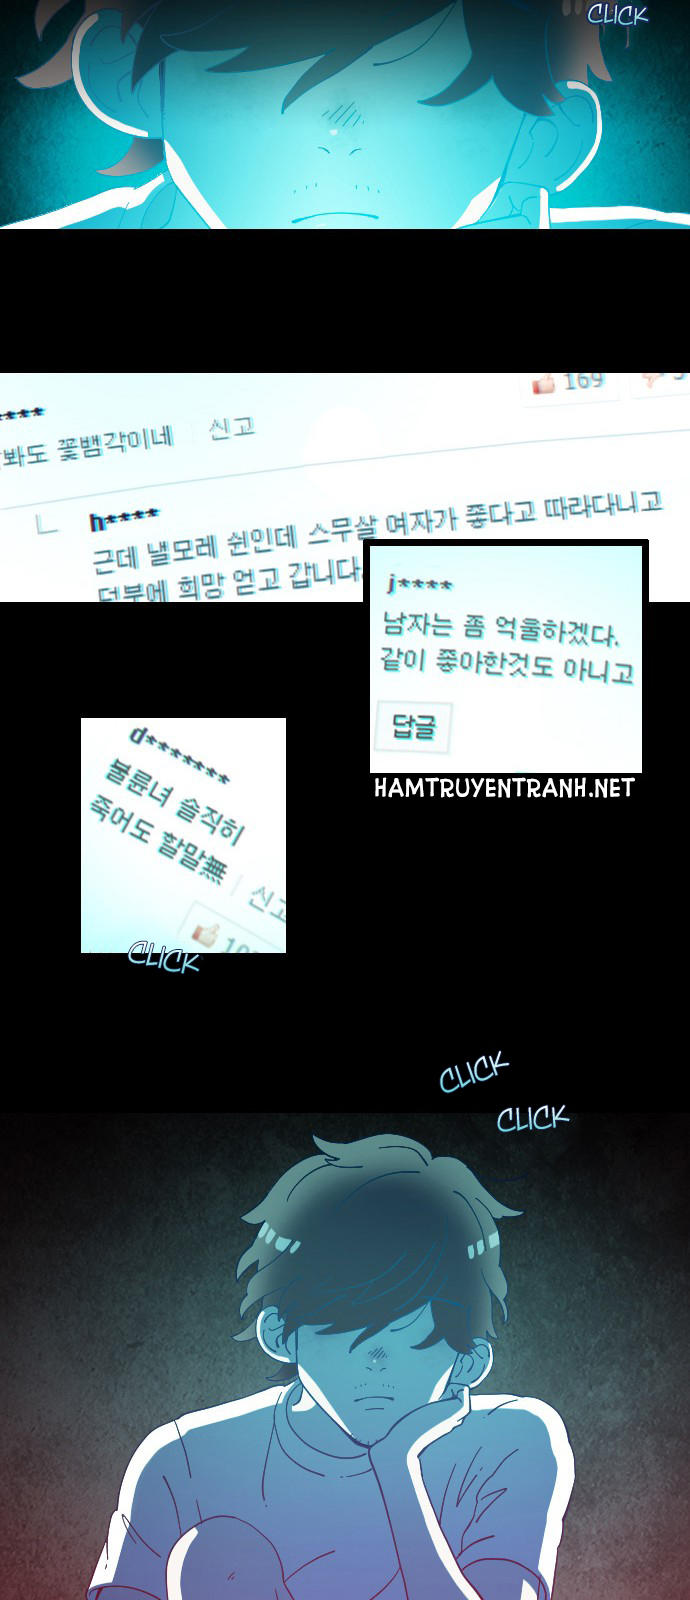 CLICK
****
169
봐도 꽃뱀각이네 | 신고
h****
근데 낼모레 쉰인데 스무살 여자가 좋다고 따라다니고
덕분에 희망 얻고 갑니다.
j****
남자는 좀 억울하겠다.
같이 좋아한것도 아니고
답글
HAMTRUYENTRANH.NET
d*******
불륜녀 솔직히
죽어도 할말無 | 신고
CLICK
CLICK
CLICK